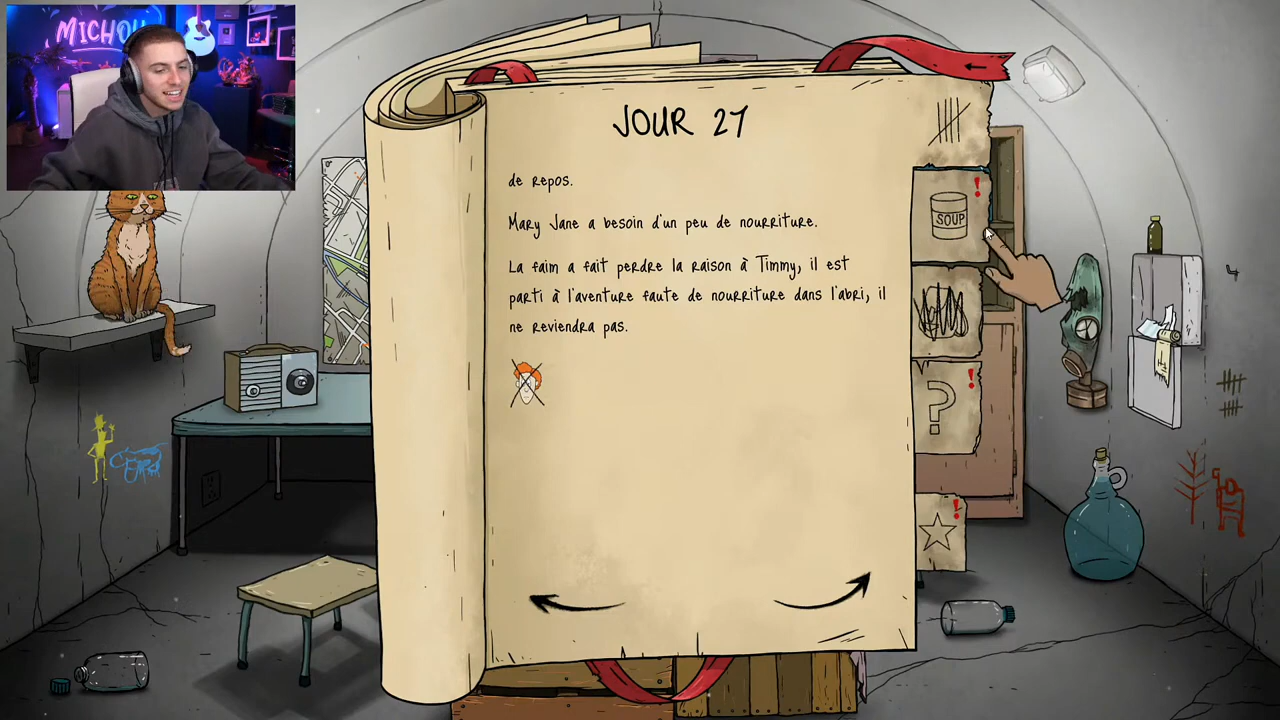 MICHOU
JOUR 27
de repos.
Mary Jane a besoin d'un peu de nourriture.
La faim a fait perdre la raison à Timmy, il est
parti à l'aventure faute de nourriture dans l'abri, il
ne reviendra pas.
SOUP
!
?
!
!